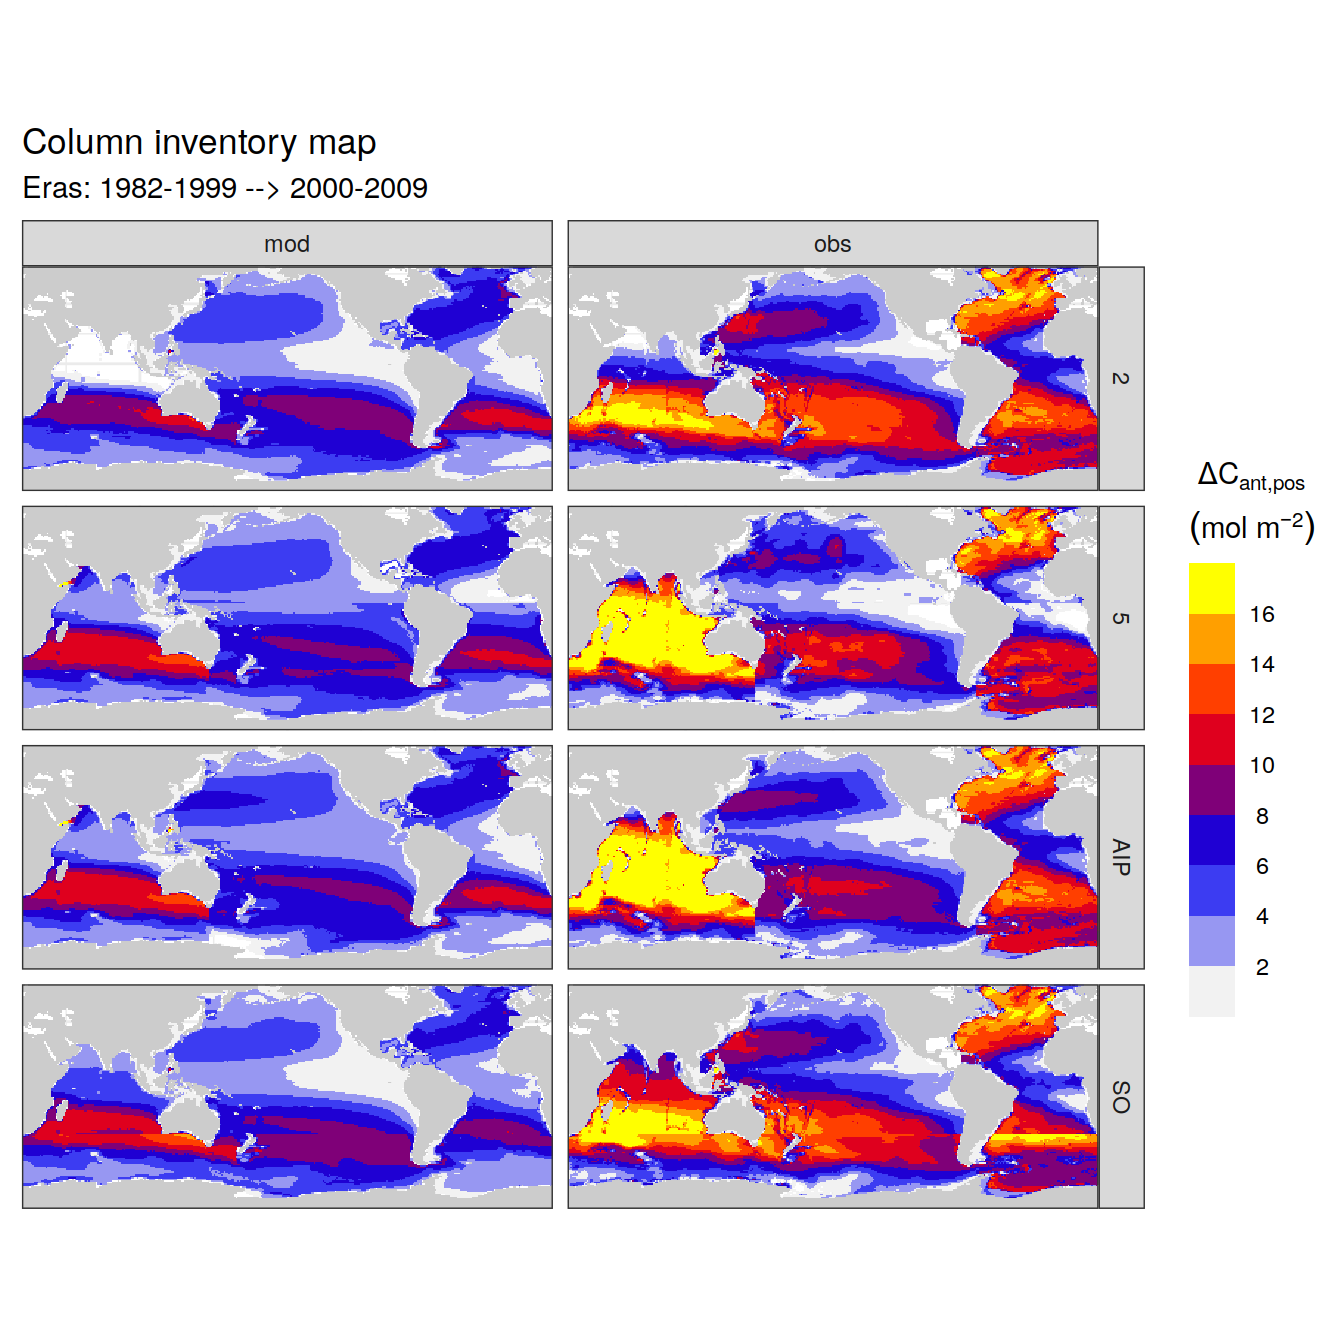 Column inventory map
Eras: 1982-1999 --> 2000-2009
mod
obs
2
5
AIP
SO
ΔCant,pos
(mol m−2)
16
14
12
10
8
6
4
2